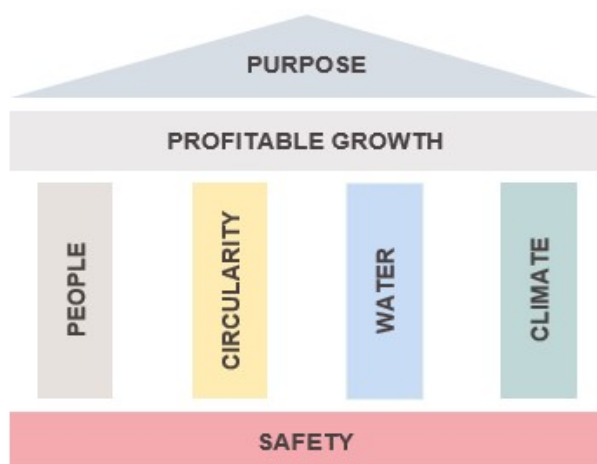 PURPOSE
PROFITABLE GROWTH
PEOPLE
CIRCULARITY
WATER
CLIMATE
SAFETY